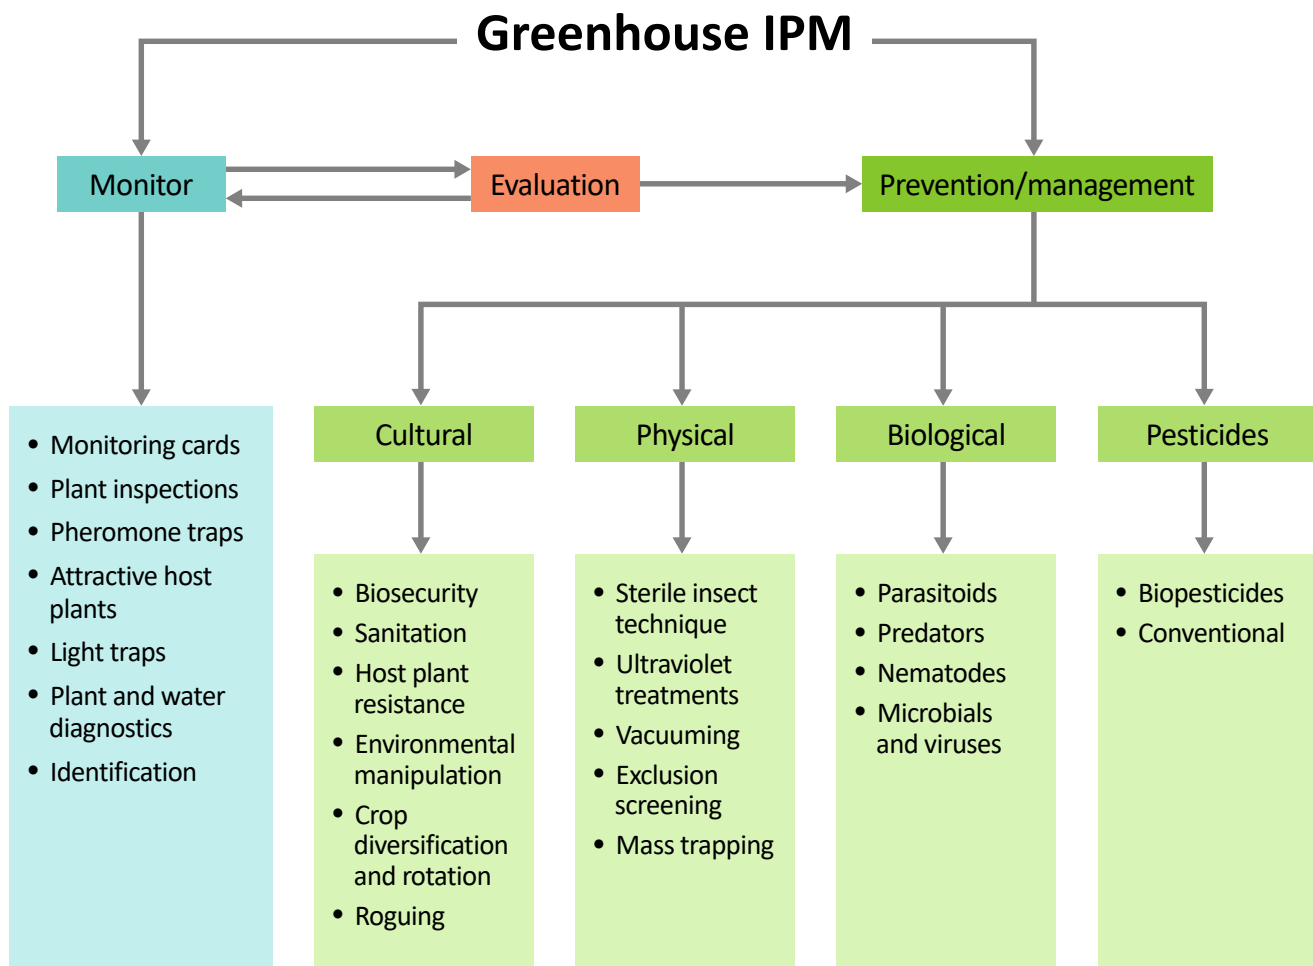 Greenhouse IPM
Monitor
Evaluation
Prevention/management
• Monitoring cards
• Plant inspections
• Pheromone traps
• Attractive host
plants
• Light traps
• Plant and water
diagnostics
• Identification
Cultural
• Biosecurity
• Sanitation
• Host plant
resistance
• Environmental
manipulation
• Crop
diversification
and rotation
• Roguing
Physical
• Sterile insect
technique
• Ultraviolet
treatments
• Vacuuming
• Exclusion
screening
• Mass trapping
Biological
• Parasitoids
• Predators
• Nematodes
• Microbials
and viruses
Pesticides
• Biopesticides
• Conventional